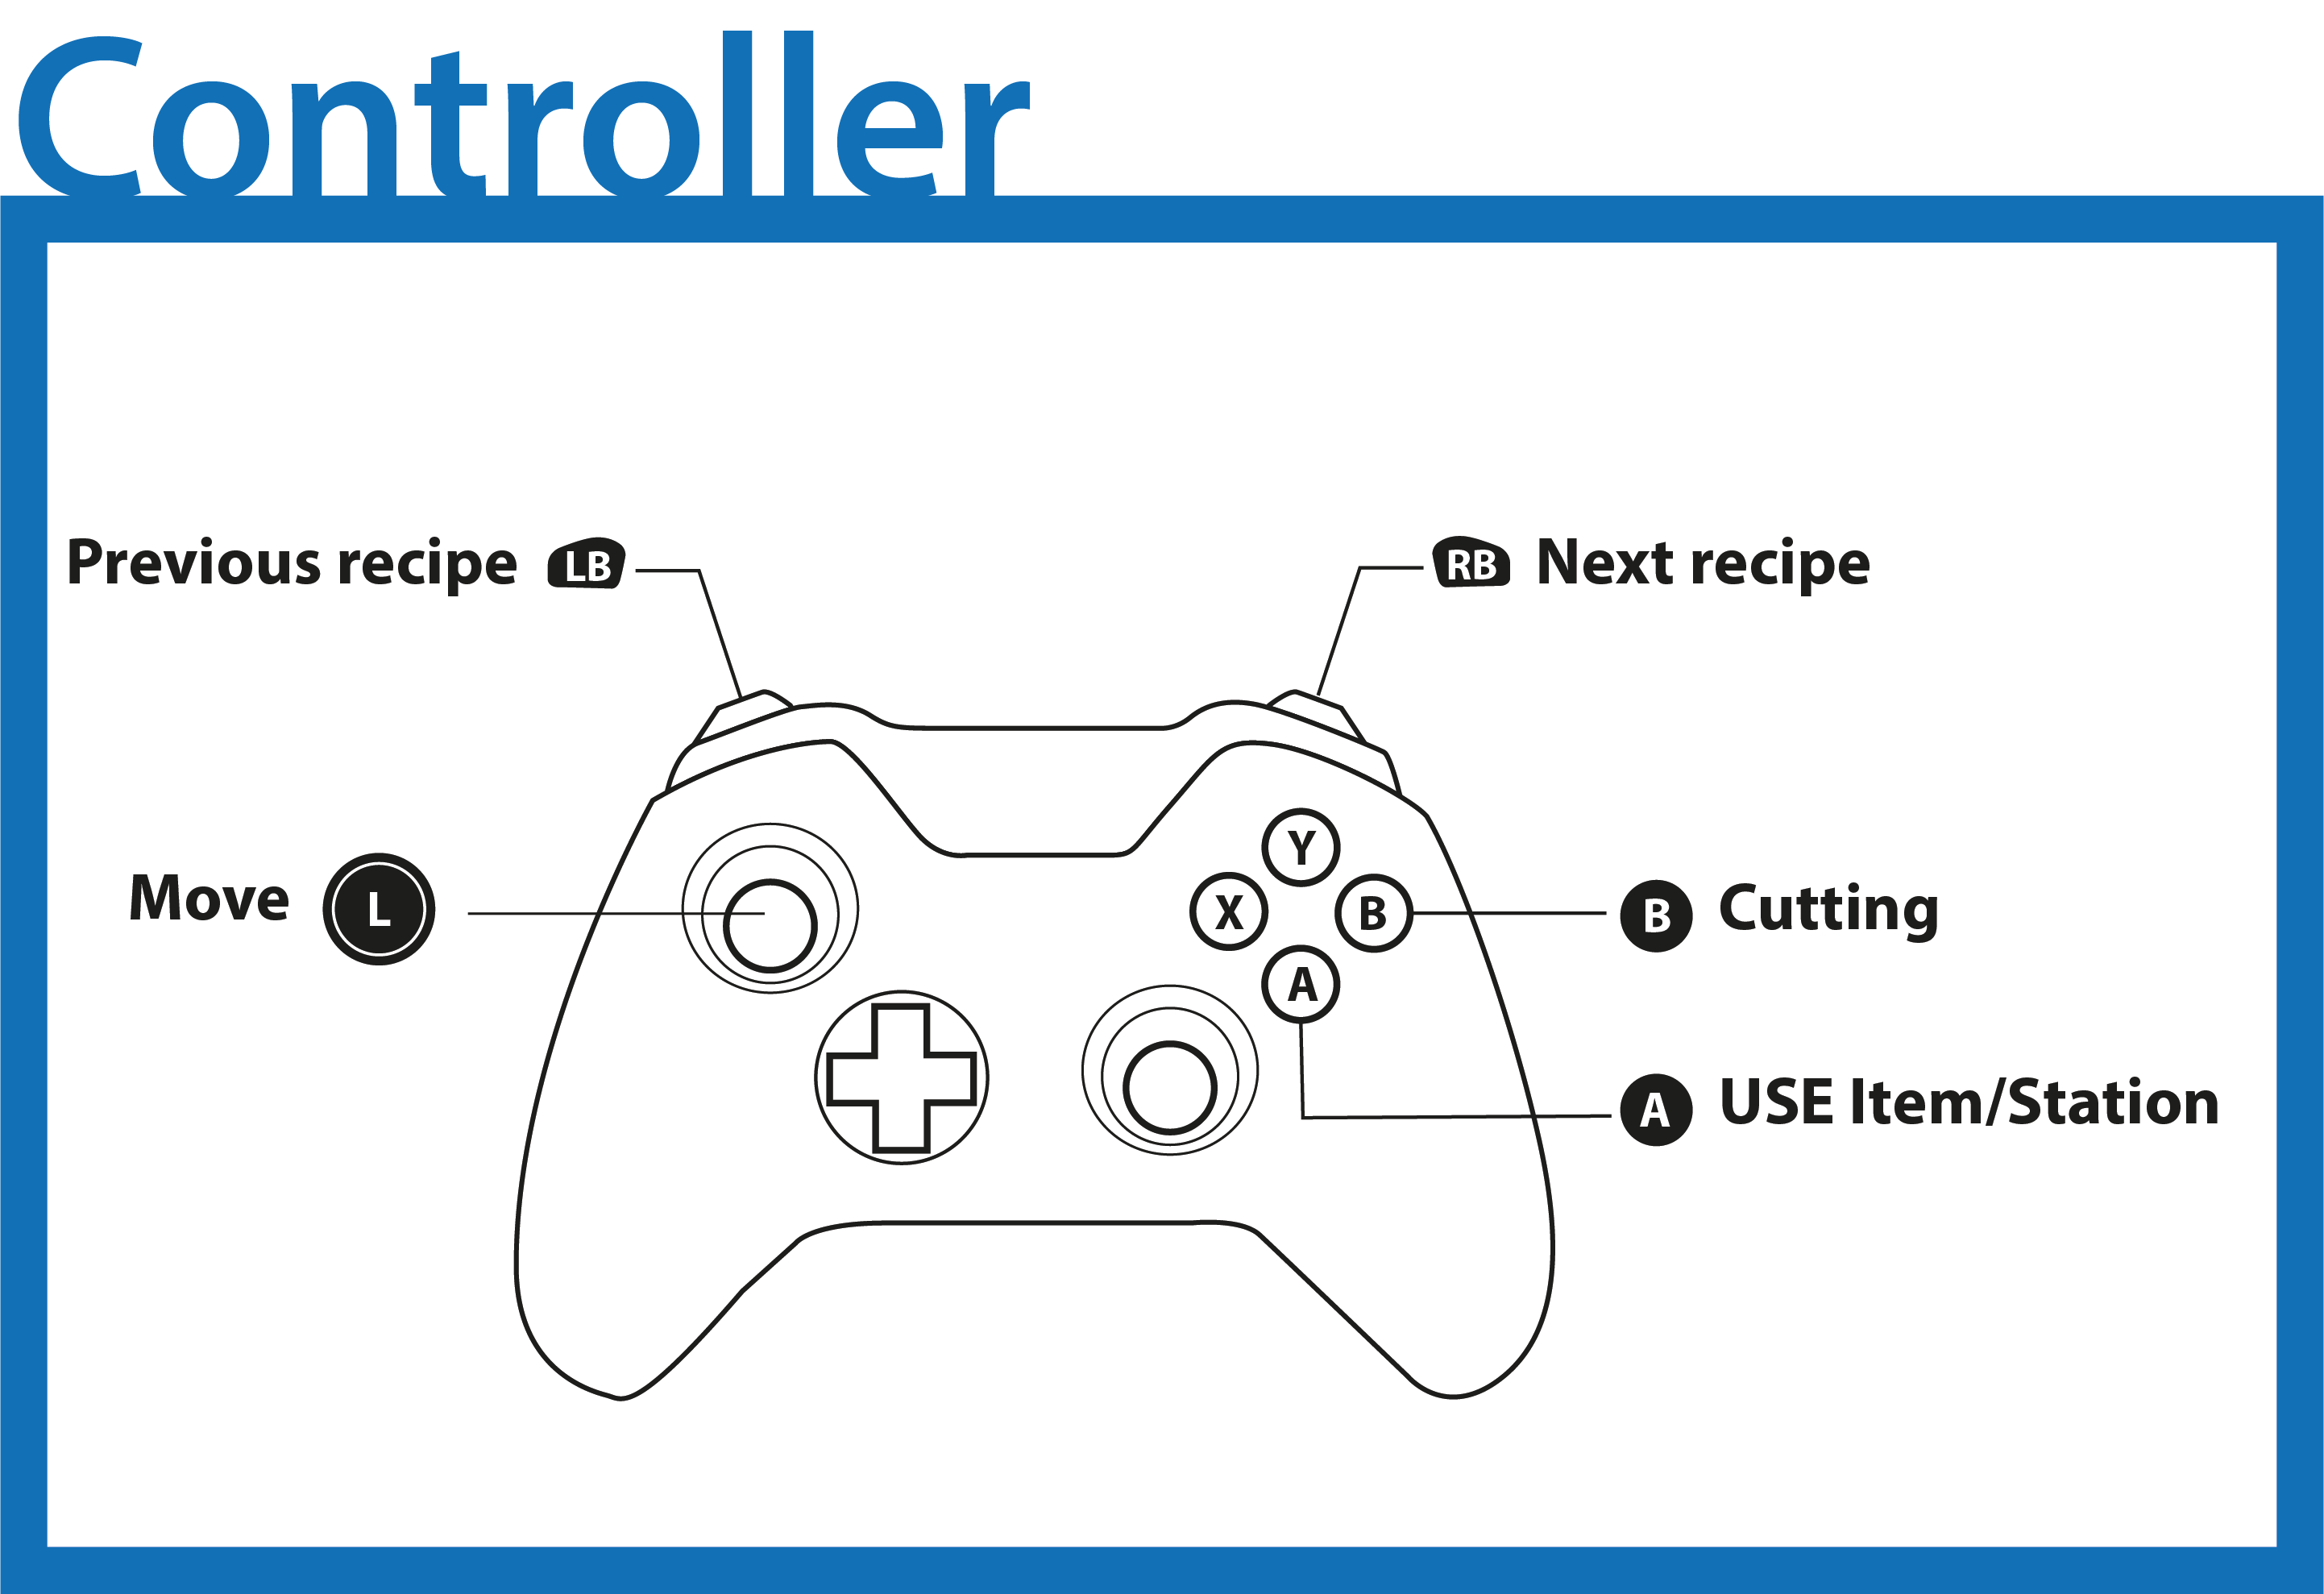 Controller
Previous recipe LB
RB Next recipe
Move L
Y
X
B
B Cutting
A
A USE Item/Station